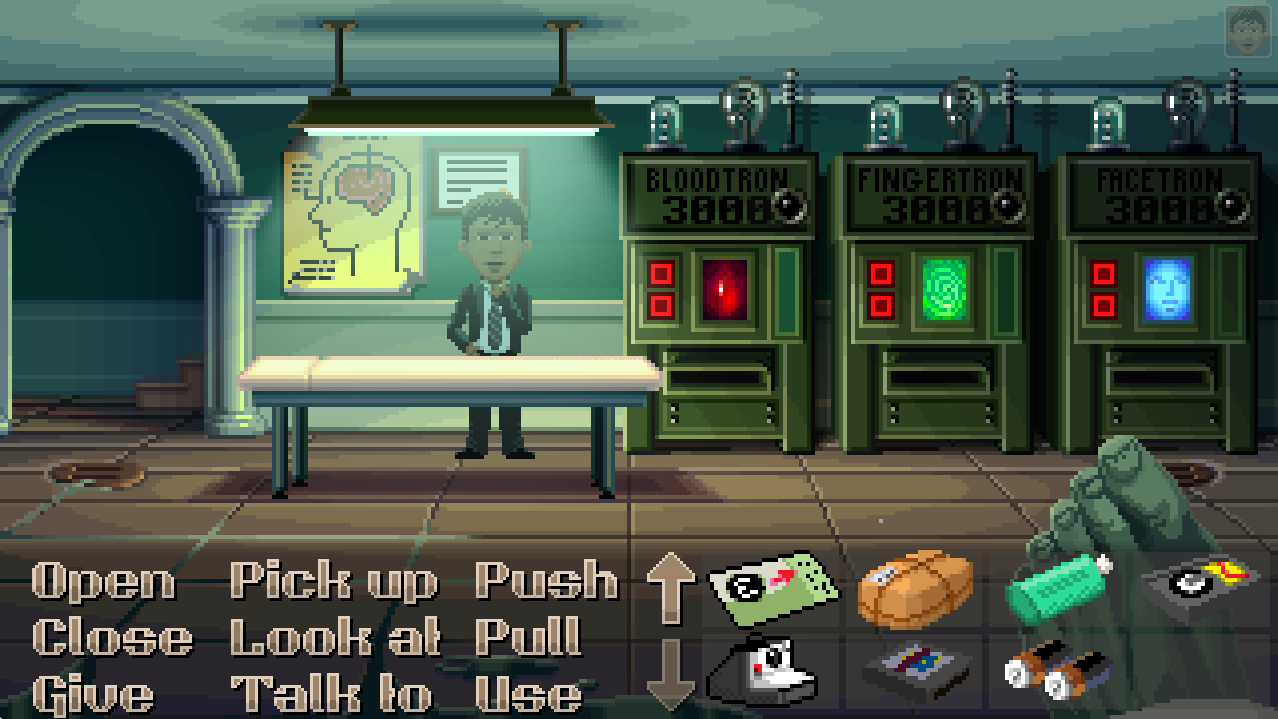 BLOODTRON
3000
FINGERTRON
3000
FACETRON
3000
Open Pick up Push
Close Look at Pull
Give Talk to Use